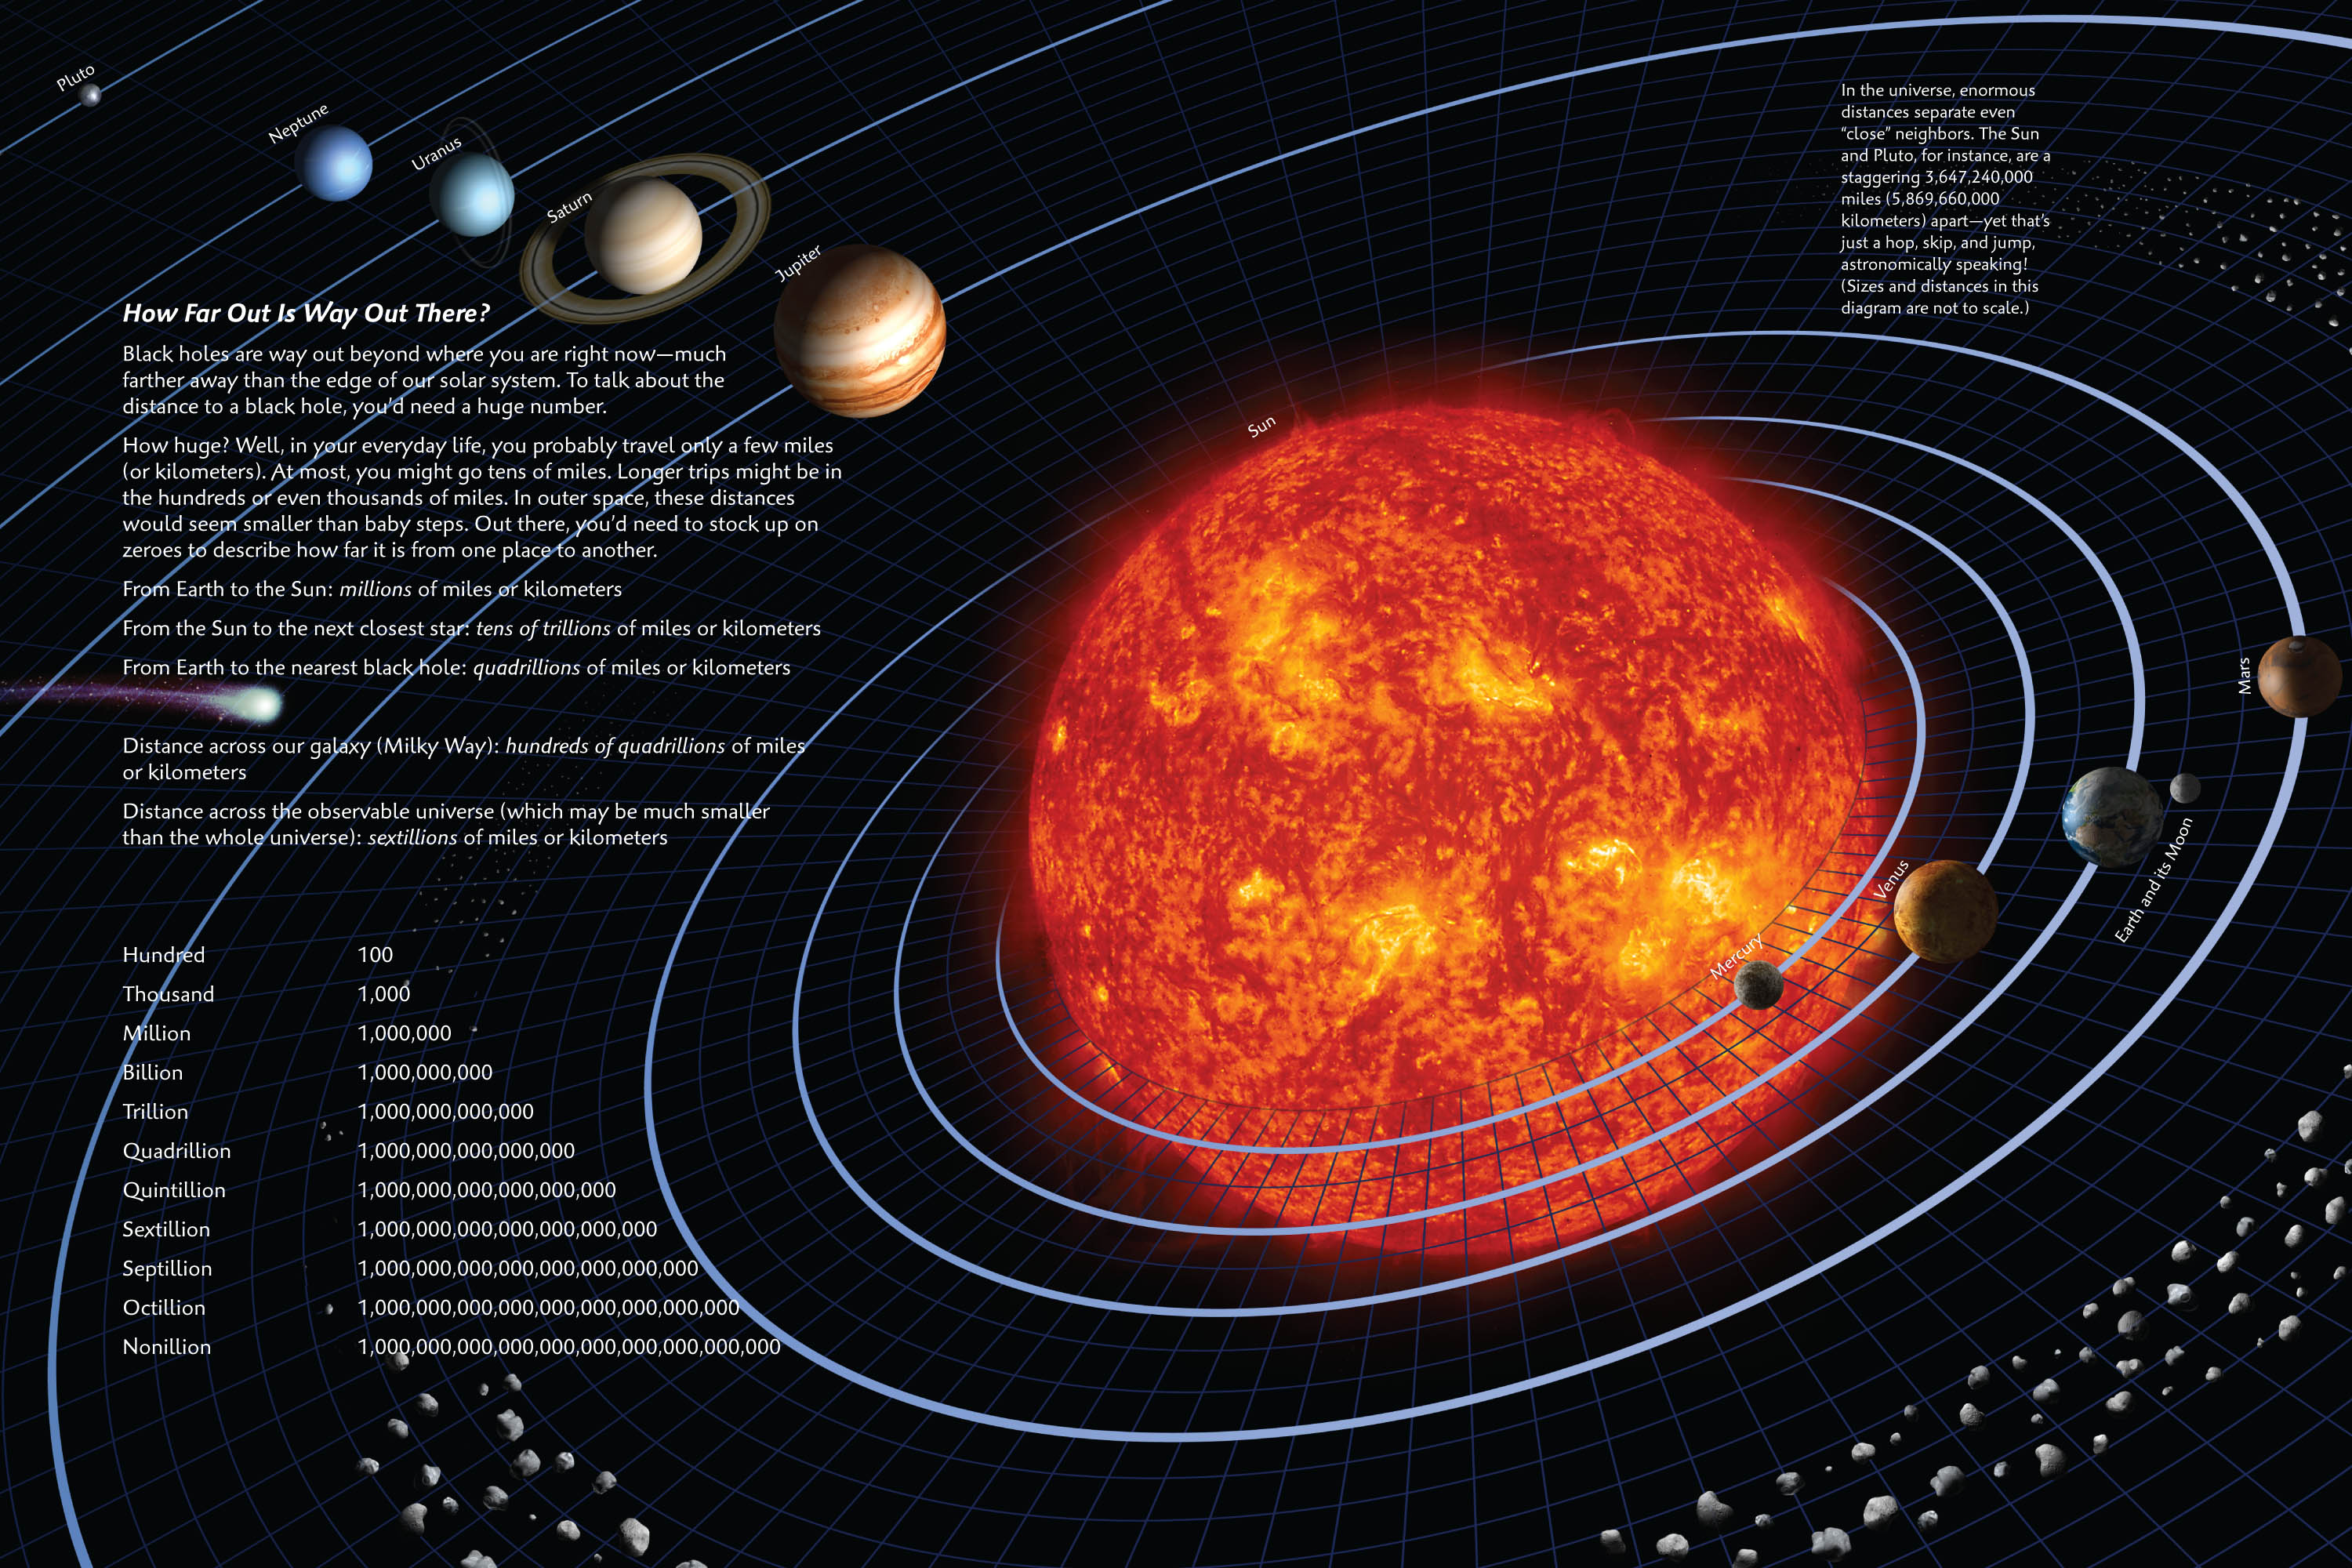 Pluto
Neptune
Uranus
Saturn
Jupiter
How Far Out Is Way Out There?
Black holes are way out beyond where you are right now—much
farther away than the edge of our solar system. To talk about the
distance to a black hole, you’d need a huge number.
How huge? Well, in your everyday life, you probably travel only a few miles
(or kilometers). At most, you might go tens of miles. Longer trips might be in
the hundreds or even thousands of miles. In outer space, these distances
would seem smaller than baby steps. Out there, you’d need to stock up on
zeroes to describe how far it is from one place to another.
From Earth to the Sun: millions of miles or kilometers
From the Sun to the next closest star: tens of trillions of miles or kilometers
From Earth to the nearest black hole: quadrillions of miles or kilometers
Distance across our galaxy (Milky Way): hundreds of quadrillions of miles
or kilometers
Distance across the observable universe (which may be much smaller
than the whole universe): sextillions of miles or kilometers
Hundred 100
Thousand 1,000
Million 1,000,000
Billion 1,000,000,000
Trillion 1,000,000,000,000
Quadrillion 1,000,000,000,000,000
Quintillion 1,000,000,000,000,000,000
Sextillion 1,000,000,000,000,000,000,000
Septillion 1,000,000,000,000,000,000,000,000
Octillion 1,000,000,000,000,000,000,000,000,000
Nonillion 1,000,000,000,000,000,000,000,000,000,000
In the universe, enormous
distances separate even
“close” neighbors. The Sun
and Pluto, for instance, are a
staggering 3,647,240,000
miles (5,869,660,000
kilometers) apart—yet that’s
just a hop, skip, and jump,
astronomically speaking!
(Sizes and distances in this
diagram are not to scale.)
Sun
Mercury
Venus
Earth and its Moon
Mars